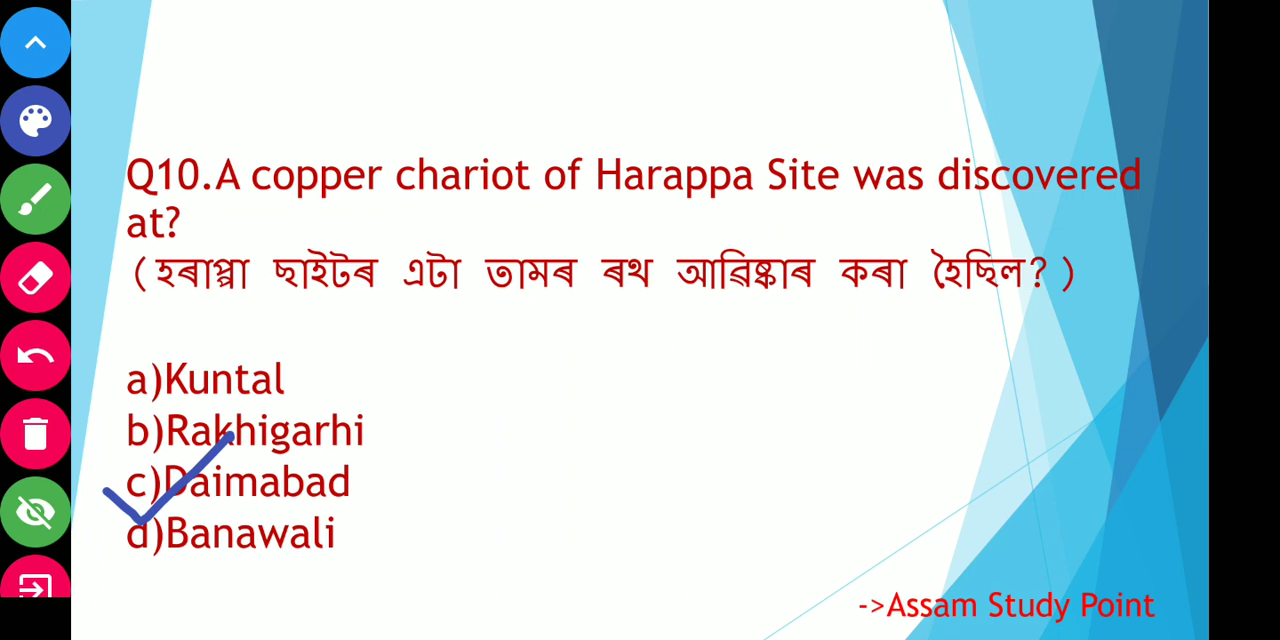 Q10.A copper chariot of Harappa Site was discovered
at?
(হৰাপ্পা ছাইটৰ এটা তামৰ ৰথ আৱিষ্কাৰ কৰা হৈছিল?)
a)Kuntal
b)Rakhigarhi
c)Daimabad
d)Banawali
->Assam Study Point